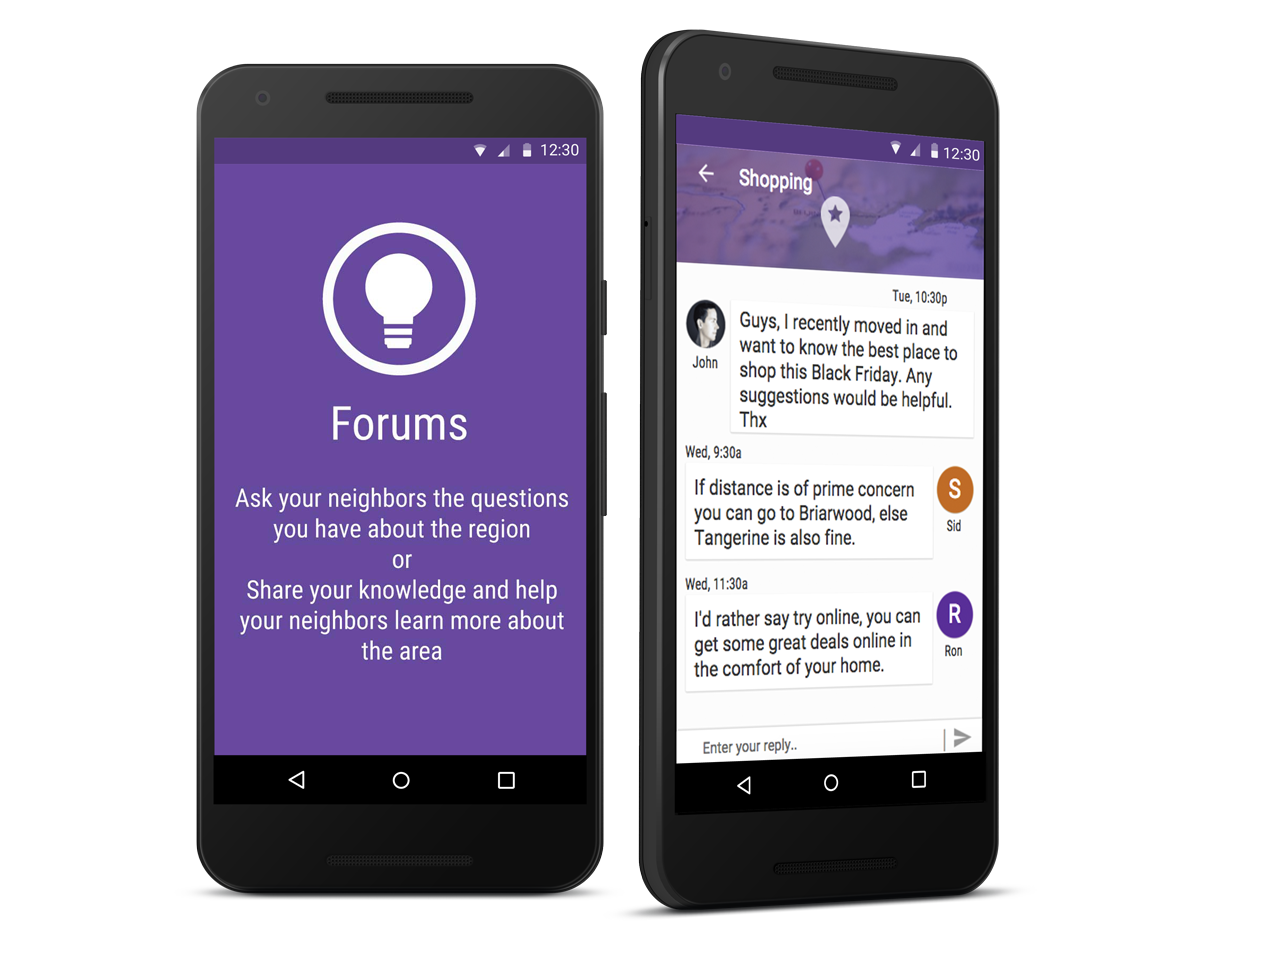 12:30
Forums
Ask your neighbors the questions
you have about the region
or
Share your knowledge and help
your neighbors learn more about
the area
12:30
Shopping
Tue, 10:30p
Guys, I recently moved in and
want to know the best place to
shop this Black Friday. Any
suggestions would be helpful.
Thx
John
Wed, 9:30a
If distance is of prime concern
you can go to Briarwood, else
Tangerine is also fine.
S
Sid
Wed, 11:30a
I'd rather say try online, you can
get some great deals online in
the comfort of your home.
R
Ron
Enter your reply..